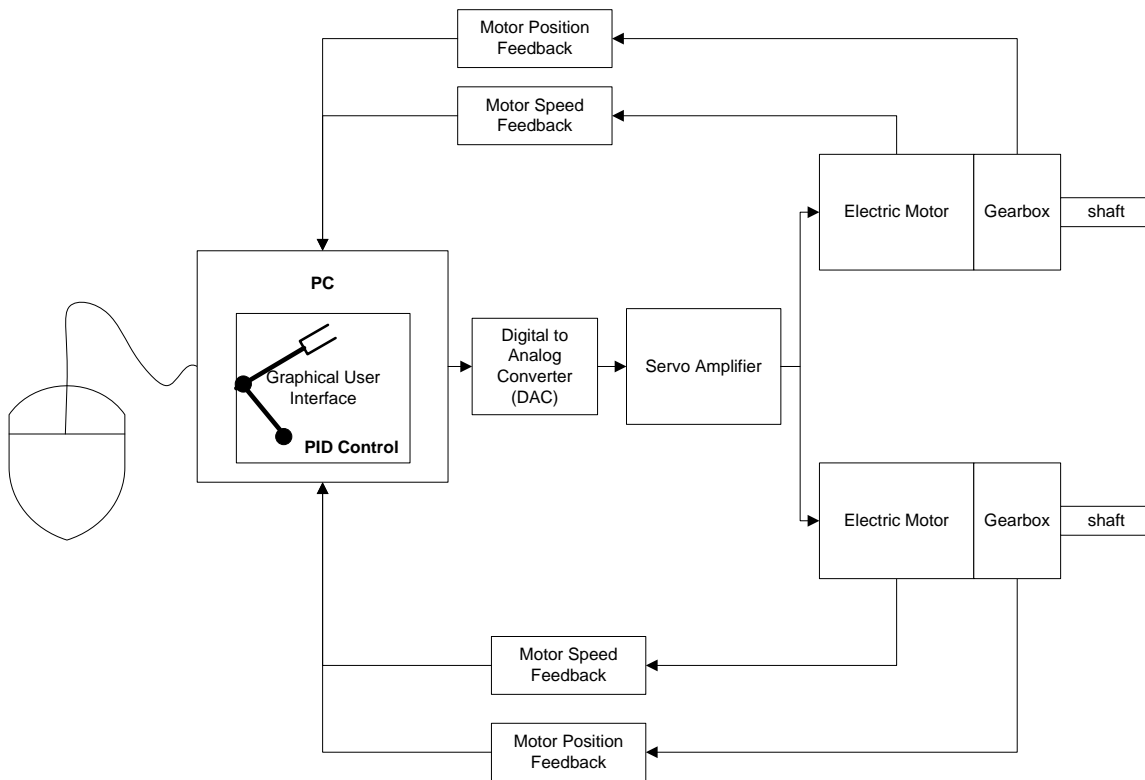 Motor Position
Feedback
Motor Speed
Feedback
Electric Motor
Gearbox
shaft
PC
Graphical User
Interface
PID Control
Digital to
Analog
Converter
(DAC)
Servo Amplifier
Electric Motor
Gearbox
shaft
Motor Speed
Feedback
Motor Position
Feedback